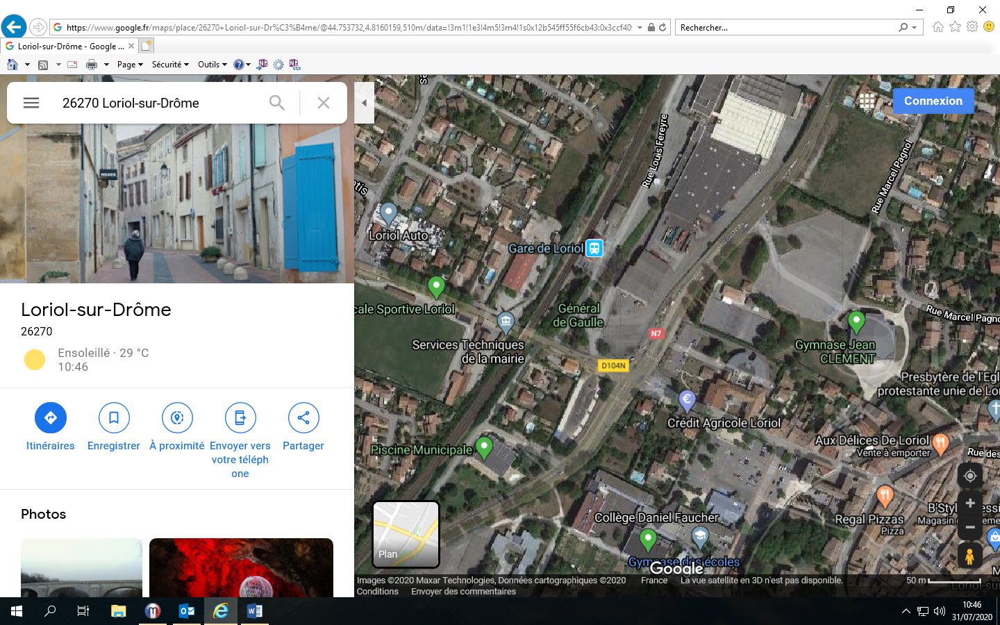 https://www.google.fr/maps/place/26270+Loriol-sur-Dr%C3%B4me/@44.753732,4.8160159,510m/data=!3m1!1e3!4m5!3m4!1s0x12b545ff55f6cb43:0x3ccf40
Rechercher...
Loriol-sur-Drôme - Google ...
Page
Sécurité
Outils
26270 Loriol-sur-Drôme
Connexion
MUSEE
Loriol-sur-Drôme
26270
Ensoleillé · 29 °C
10:46
Itinéraires
Enregistrer
À proximité
Envoyer vers
votre téléph
one
Partager
Photos
Rue Louis Fereyre
Rue Marcel Pagnol
Loriol Auto
Gare de Loriol
cale Sportive Loriol
Général
de Gaulle
Rue Marcel Pagno
N7
Services Techniques
de la mairie
Gymnase Jean
CLEMENT
D104N
Presbytère de l'Egl
protestante unie de Lo
Crédit Agricole Loriol
Piscine Municipale
Aux Délices De Loriol
Vente à emporter
Rue des
Regal Pizzas
Pizza
B'Styl
Magasin
Collège Daniel Faucher
Gymnase des écoles
Plan
Google
Images ©2020 Maxar Technologies, Données cartographiques ©2020
France
La vue satellite en 3D n'est pas disponible.
50 m
Conditions
Envoyer des commentaires
10:46
31/07/2020